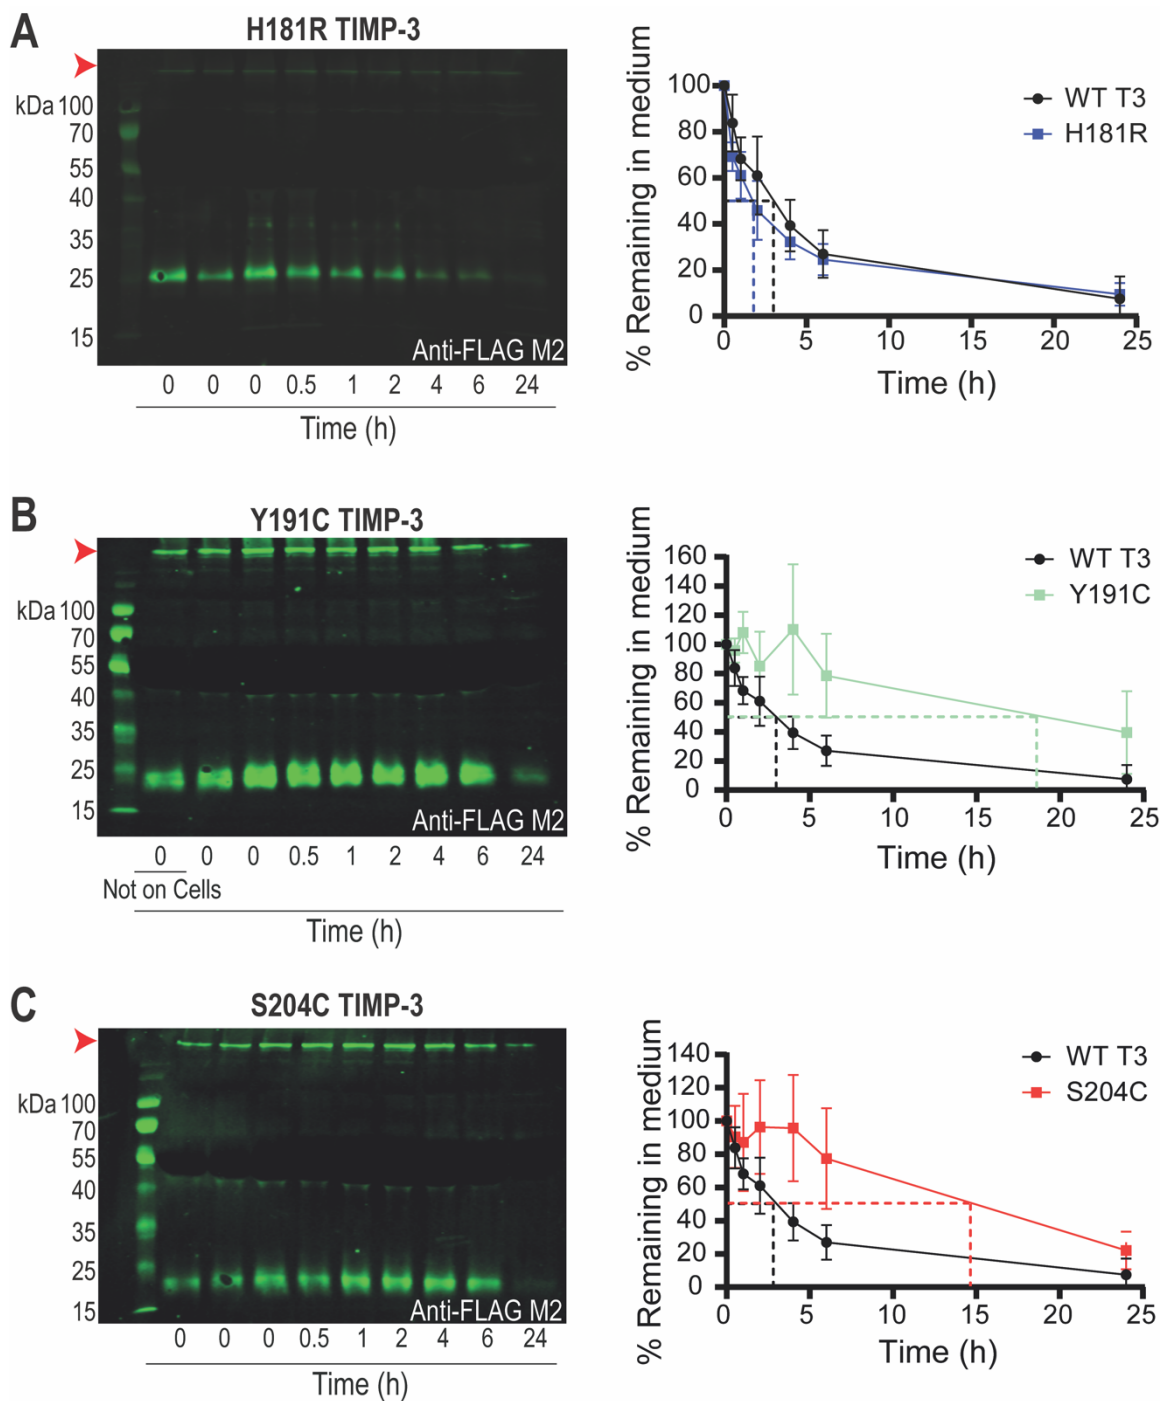 A
H181R TIMP-3
kDa 100
70
55
40
35
25
15
Anti-FLAG M2
0 0 0 0.5 1 2 4 6 24
Time (h)
% Remaining in medium
100
80
60
40
20
0
0 5 10 15 20 25
Time (h)
WT T3
H181R
B
Y191C TIMP-3
kDa 100
70
55
40
35
25
15
Anti-FLAG M2
0 0 0 0.5 1 2 4 6 24
Not on Cells
Time (h)
% Remaining in medium
160
140
120
100
80
60
40
20
0
0 5 10 15 20 25
Time (h)
WT T3
Y191C
C
S204C TIMP-3
kDa 100
70
55
40
35
25
15
Anti-FLAG M2
0 0 0 0.5 1 2 4 6 24
Time (h)
% Remaining in medium
140
120
100
80
60
40
20
0
0 5 10 15 20 25
Time (h)
WT T3
S204C